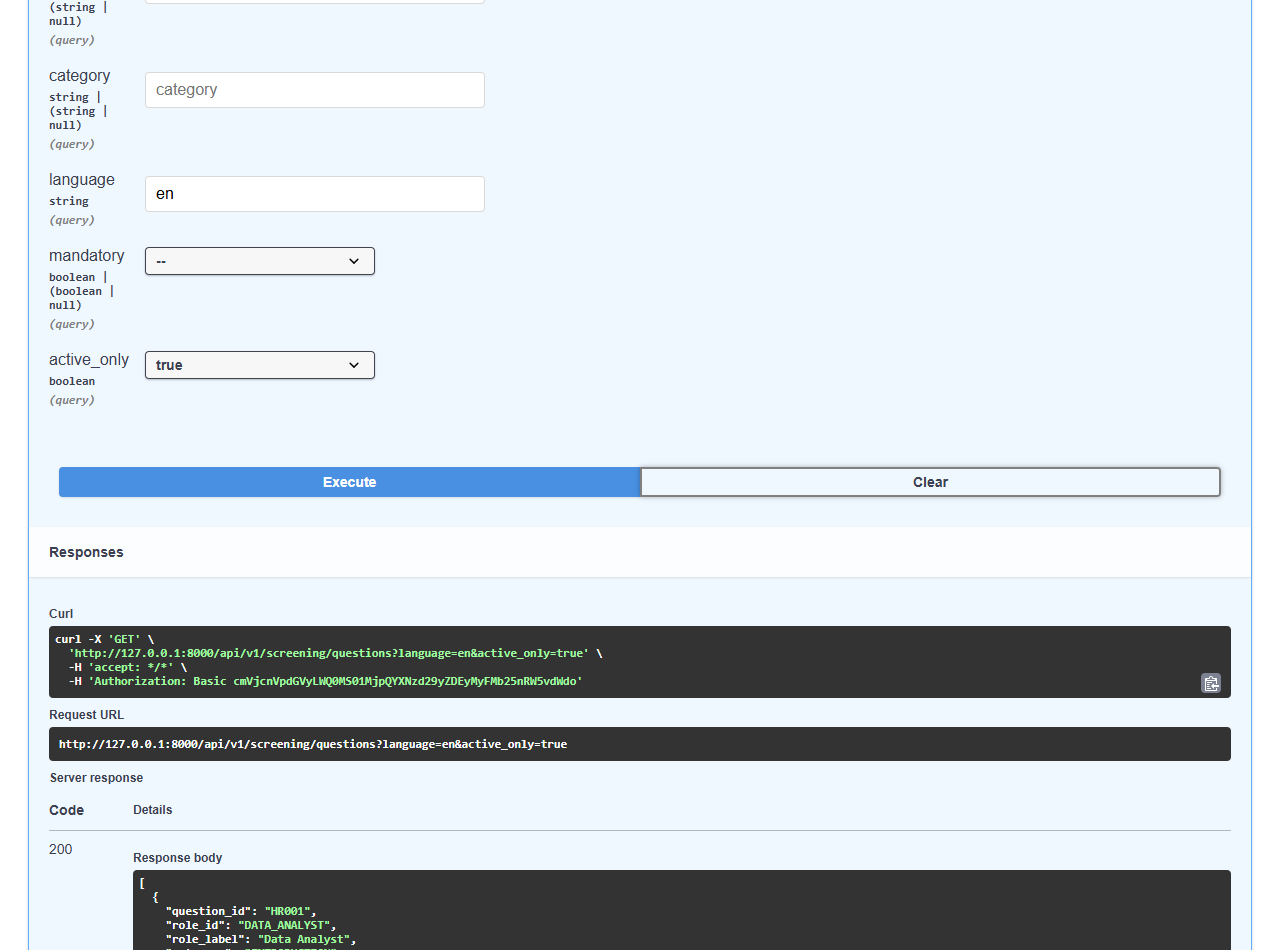 (string |
null)
(query)
category
string |
(string |
null)
(query)
category
language
string
(query)
en
mandatory
boolean |
(boolean |
null)
(query)
--
active_only
boolean
(query)
true
Execute
Clear
Responses
Curl
curl -X 'GET' \
'http://127.0.0.1:8000/api/v1/screening/questions?language=en&active_only=true' \
-H 'accept: */*' \
-H 'Authorization: Basic cmVjcnVpdGVyLWQ0MS01MjpQYXNzd29yZDEyMyFMb25nRW5vdWdo'
Request URL
http://127.0.0.1:8000/api/v1/screening/questions?language=en&active_only=true
Server response
Code
Details
200
Response body
[
{
"question_id": "HR001",
"role_id": "DATA_ANALYST",
"role_label": "Data Analyst",